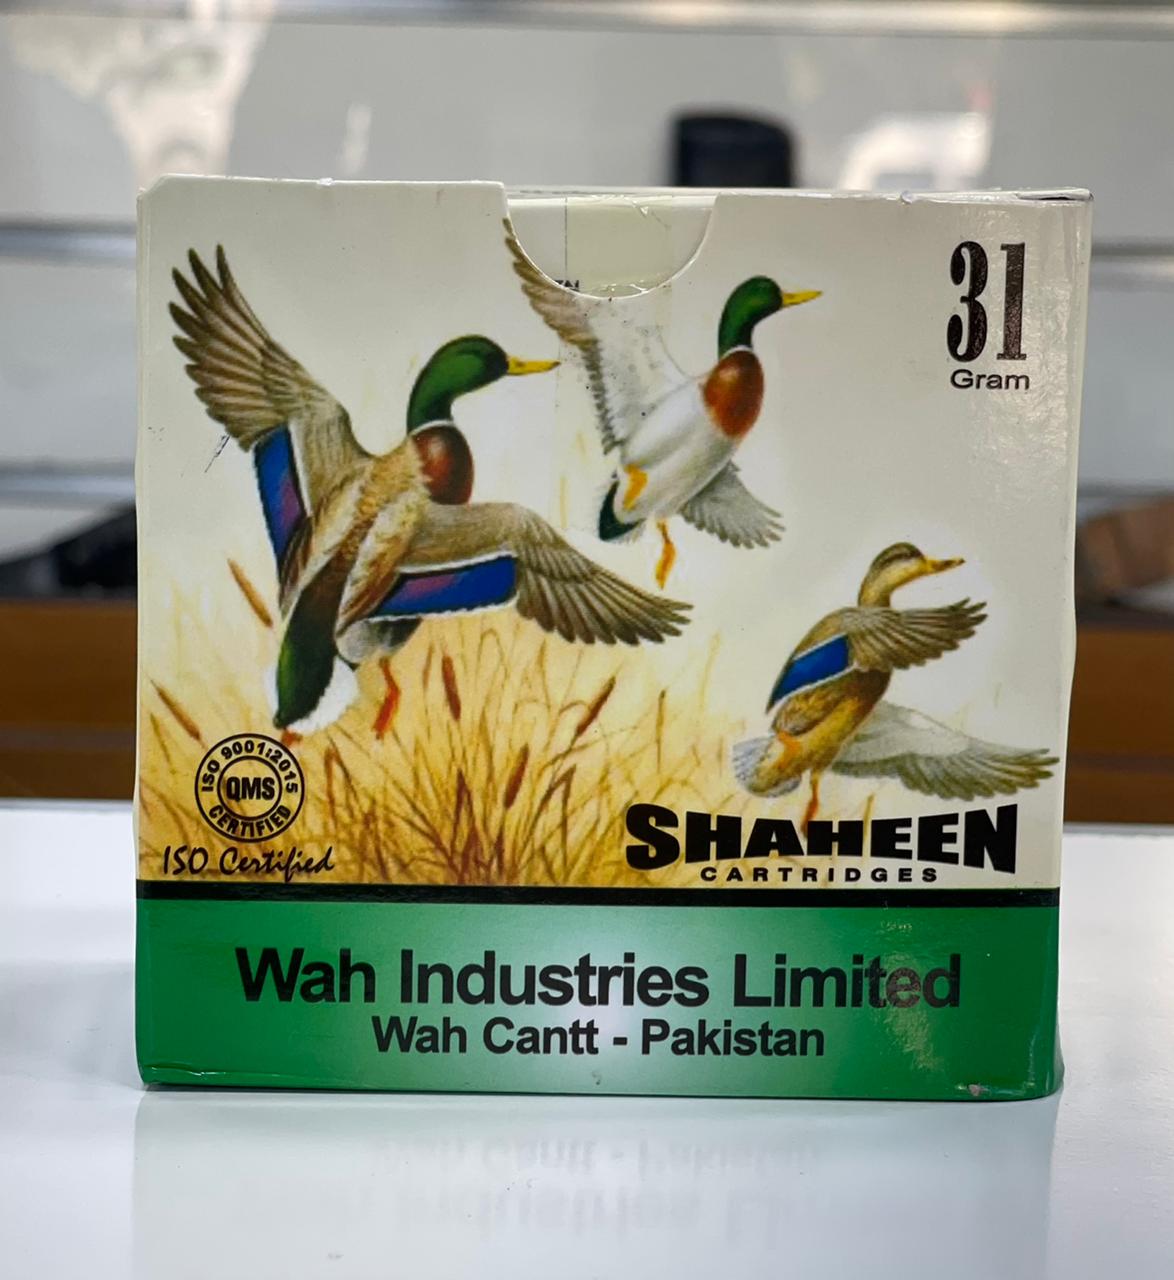 31
Gram
ISO 9001:2015
QMS
CERTIFIED
ISO Certified
SHAHEEN
CARTRIDGES
Wah Industries Limited
Wah Cantt - Pakistan